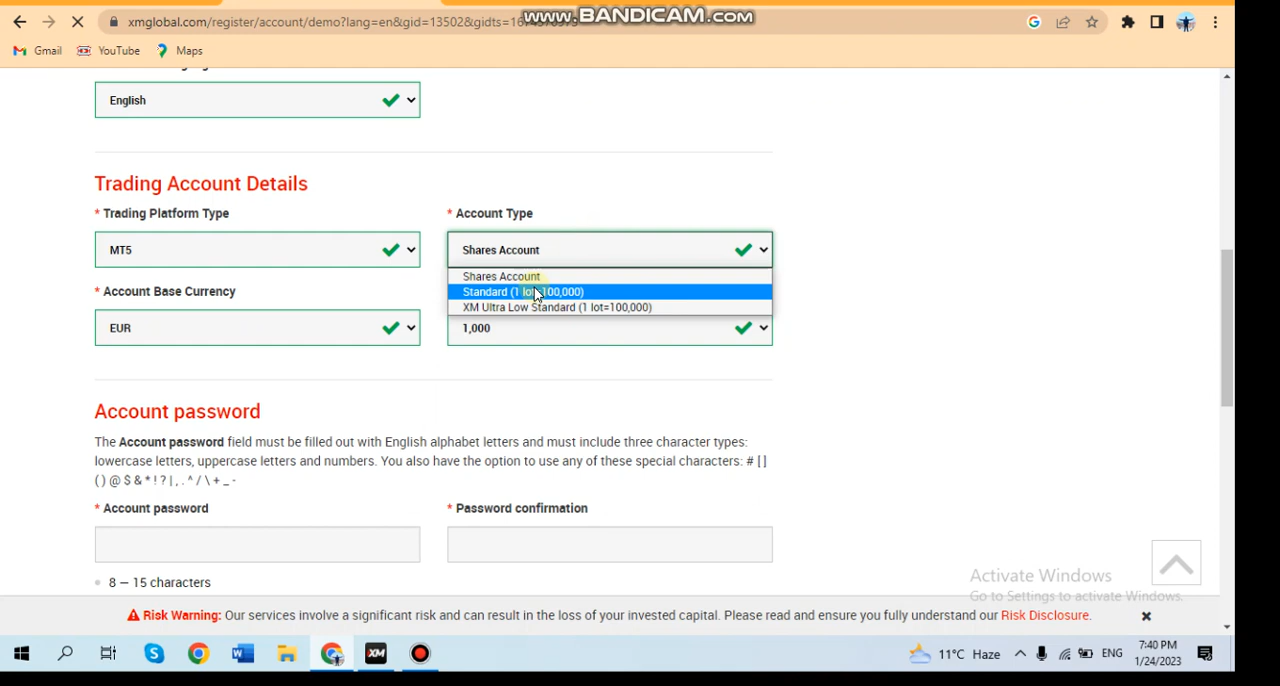 www.BANDICAM.com
xmglobal.com/register/account/demo?lang=en&gid=13502&gidts=
Gmail YouTube Maps
English
Trading Account Details
* Trading Platform Type * Account Type
MT5 Shares Account
Shares Account
Standard (1 lot=100,000)
XM Ultra Low Standard (1 lot=100,000)
* Account Base Currency
EUR 1,000
Account password
The Account password field must be filled out with English alphabet letters and must include three character types:
lowercase letters, uppercase letters and numbers. You also have the option to use any of these special characters: # [ ]
( ) @ $ & * ! ? | , . ^ / \ + _ -
* Account password * Password confirmation
8 — 15 characters
Activate Windows
Go to Settings to activate Windows.
Risk Warning: Our services involve a significant risk and can result in the loss of your invested capital. Please read and ensure you fully understand our Risk Disclosure.
XM 11°C Haze ENG 7:40 PM
1/24/2023